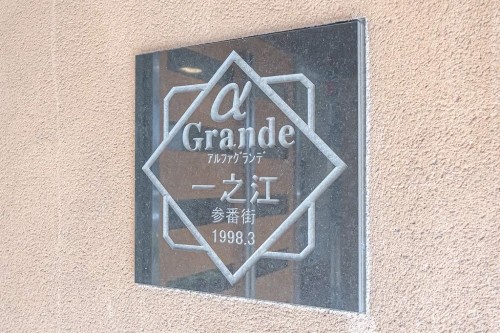 α
Grande
アルファグランデ
一之江
参番街
1998.3